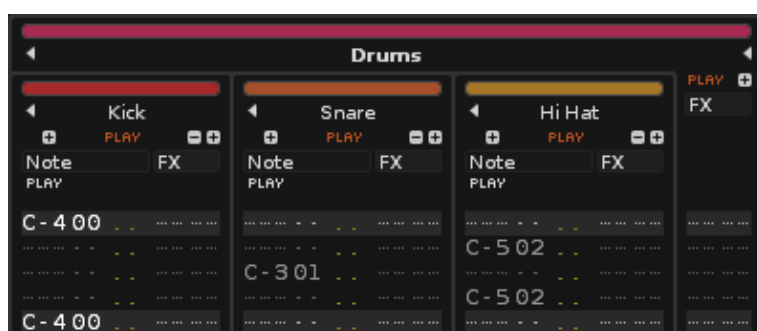 Drums
PLAY
Kick Snare Hi Hat FX
PLAY PLAY PLAY
Note FX Note FX Note FX
PLAY PLAY PLAY
C-400
C-502
C-301
C-502
C-400